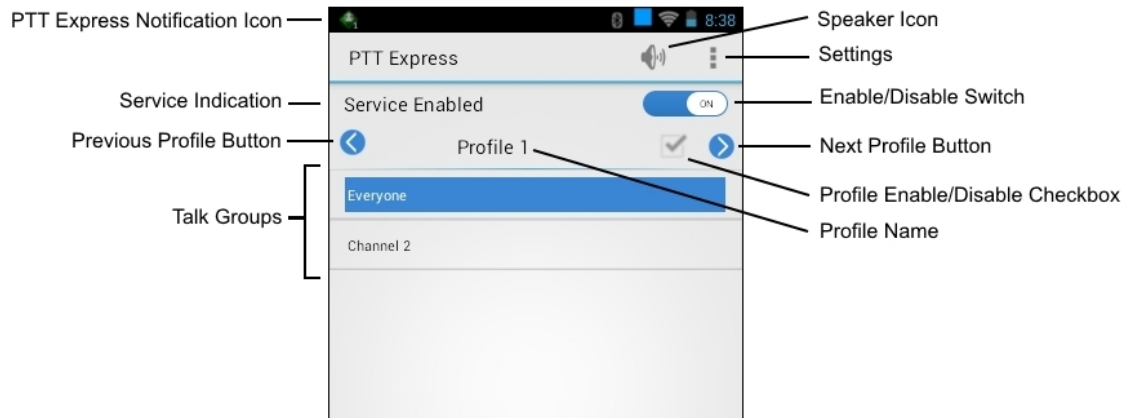 PTT Express Notification Icon
1
8:38
Speaker Icon
PTT Express
Settings
Service Indication
Service Enabled
ON
Enable/Disable Switch
Previous Profile Button
Profile 1
Next Profile Button
Profile Enable/Disable Checkbox
Talk Groups
Everyone
Profile Name
Channel 2